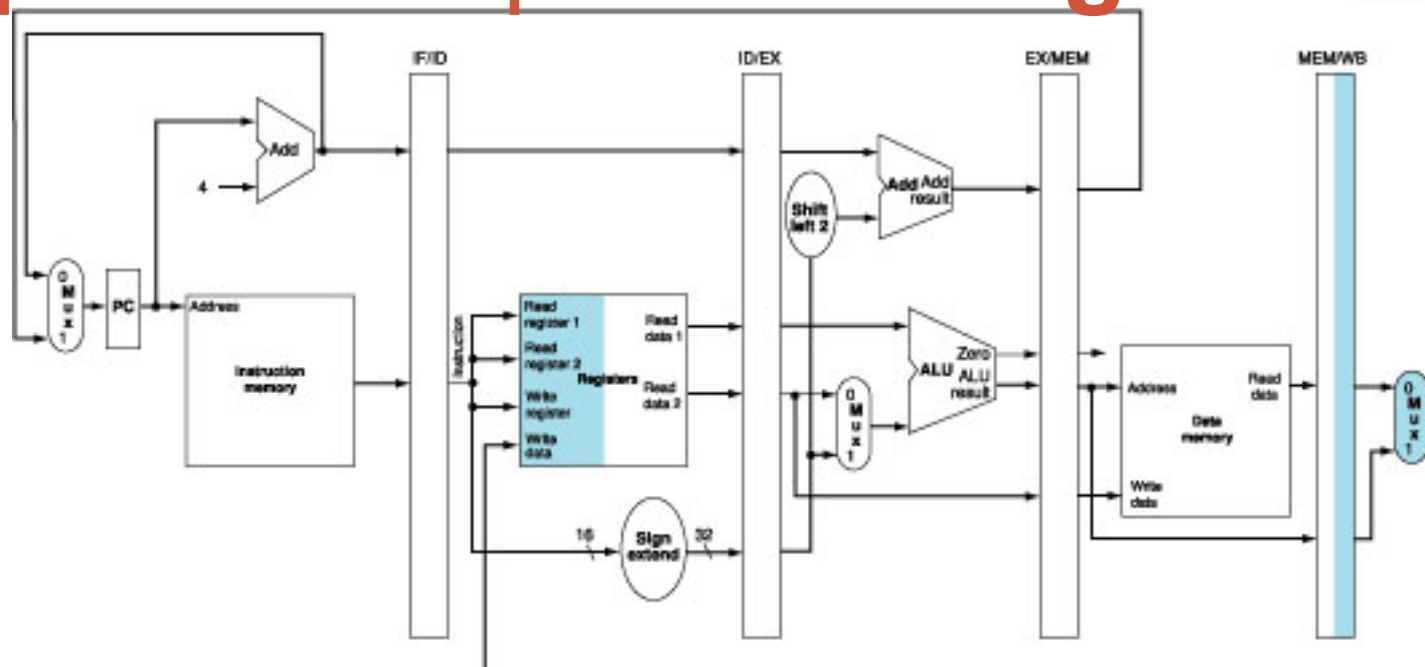 g
IF/ID
ID/EX
EX/MEM
MEM/WB
Add
4
Shift
left 2
Add Add
result
0
M
u
x
1
PC
Address
Instruction
memory
Instruction
Read
register 1
Read
register 2
Registers
Write
register
Write
data
Read
data 1
Read
data 2
16
Sign
extend
32
0
M
u
x
1
Zero
ALU
ALU
result
Address
Read
data
Data
memory
Write
data
0
M
u
x
1